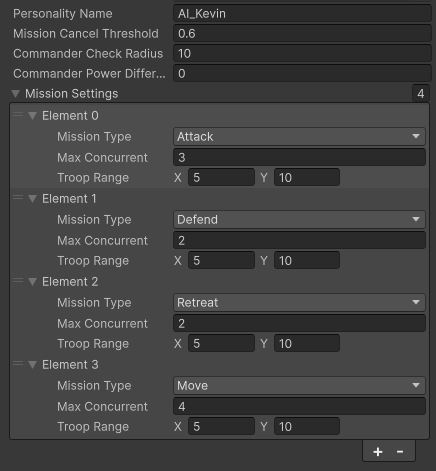 Personality Name AI_Kevin
Mission Cancel Threshold 0.6
Commander Check Radius 10
Commander Power Differ... 0
Mission Settings 4
Element 0
Mission Type Attack
Max Concurrent 3
Troop Range X 5 Y 10
Element 1
Mission Type Defend
Max Concurrent 2
Troop Range X 5 Y 10
Element 2
Mission Type Retreat
Max Concurrent 2
Troop Range X 5 Y 10
Element 3
Mission Type Move
Max Concurrent 4
Troop Range X 5 Y 10
+ -